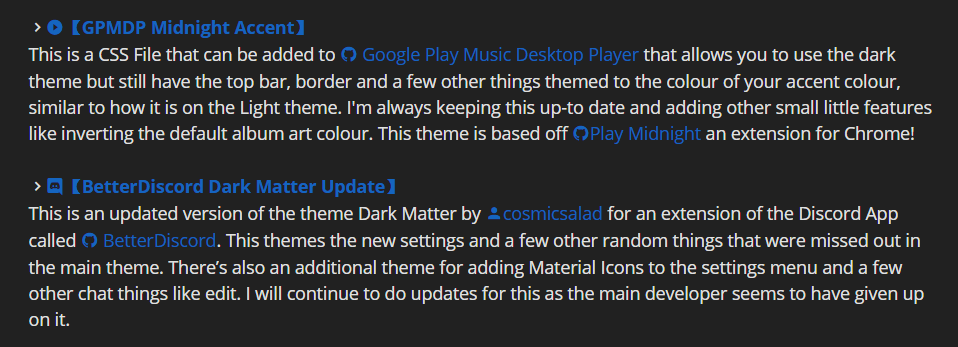 【GPMDP Midnight Accent】
This is a CSS File that can be added to Google Play Music Desktop Player that allows you to use the dark
theme but still have the top bar, border and a few other things themed to the colour of your accent colour,
similar to how it is on the Light theme. I'm always keeping this up-to date and adding other small little features
like inverting the default album art colour. This theme is based off Play Midnight an extension for Chrome!
【BetterDiscord Dark Matter Update】
This is an updated version of the theme Dark Matter by cosmicsalad for an extension of the Discord App
called BetterDiscord. This themes the new settings and a few other random things that were missed out in
the main theme. There’s also an additional theme for adding Material Icons to the settings menu and a few
other chat things like edit. I will continue to do updates for this as the main developer seems to have given up
on it.